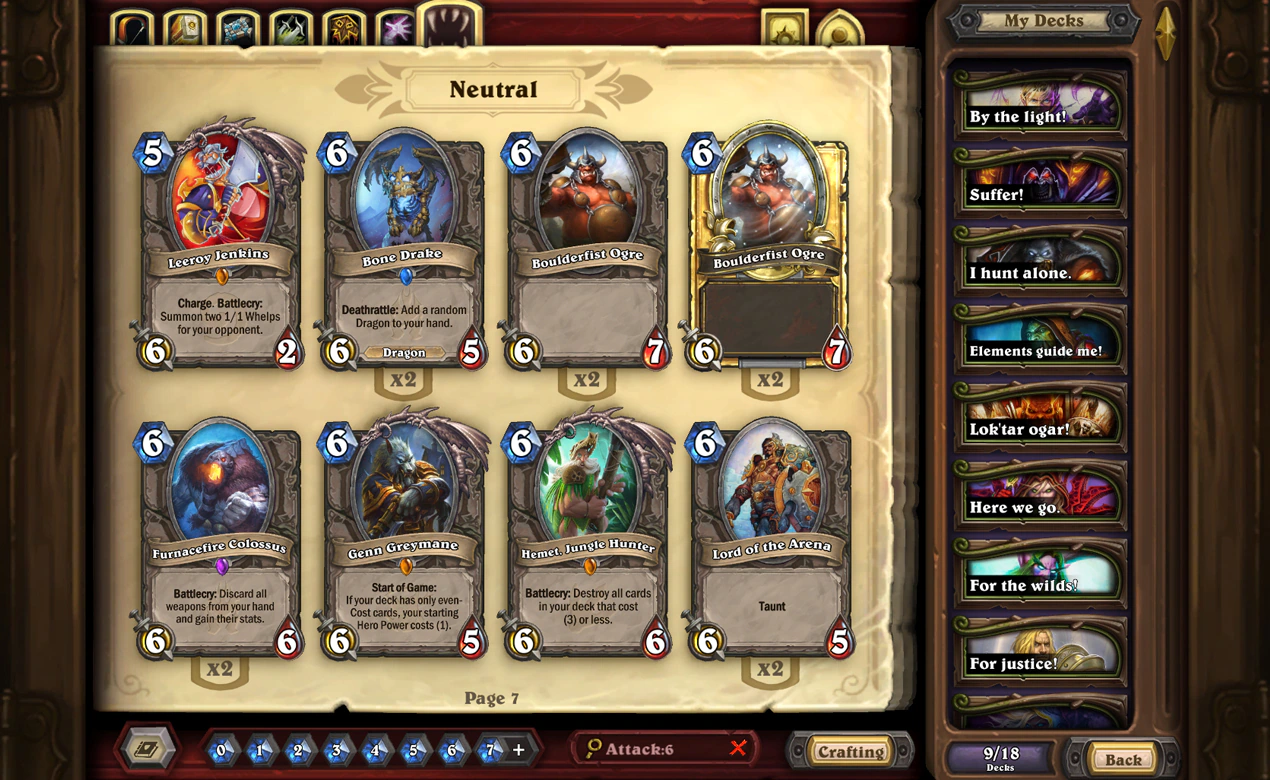 My Decks
Neutral
5
Leeroy Jenkins
Charge. Battlecry:
Summon two 1/1 Whelps
for your opponent.
6
2
6
Bone Drake
Deathrattle: Add a random
Dragon to your hand.
6
Dragon
5
x2
6
Boulderfist Ogre
6
7
x2
6
Boulderfist Ogre
6
7
x2
6
Furnacefire Colossus
Battlecry: Discard all
weapons from your hand
and gain their stats.
6
6
x2
6
Genn Greymane
Start of Game:
If your deck has only even-
Cost cards, your starting
Hero Power costs (1).
6
5
6
Hemet, Jungle Hunter
Battlecry: Destroy all cards
in your deck that cost
(3) or less.
6
6
6
Lord of the Arena
Taunt
6
5
x2
Page 7
0 1 2 3 4 5 6 7 +
Attack:6
Crafting
By the light!
Suffer!
I hunt alone.
Elements guide me!
Lok'tar ogar!
Here we go.
For the wilds!
For justice!
9/18
Decks
Back